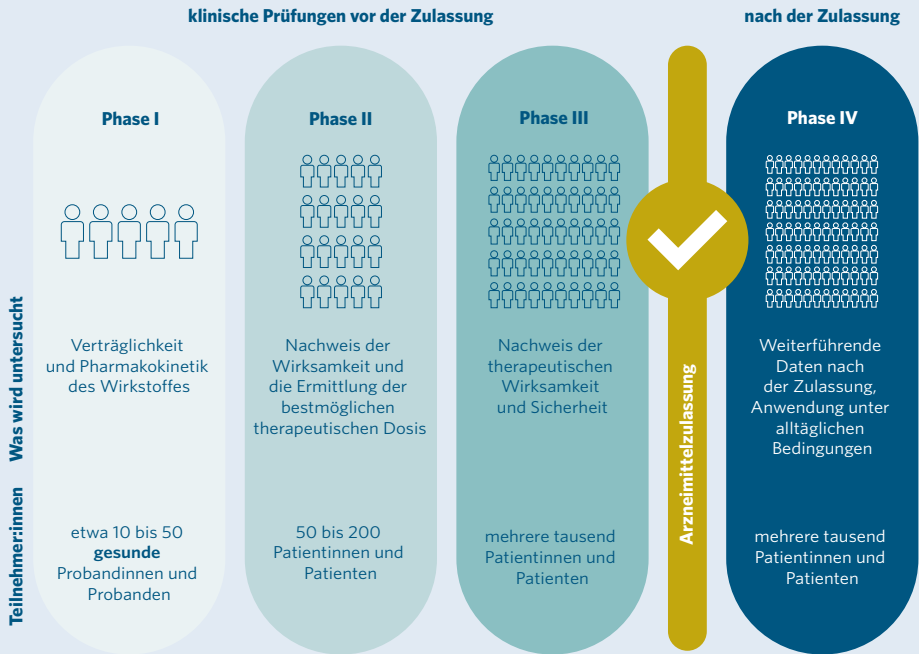 klinische Prüfungen vor der Zulassung
nach der Zulassung
Phase I
Phase II
Phase III
Phase IV
Was wird untersucht
Verträglichkeit
und Pharmakokinetik
des Wirkstoffes
Nachweis der
Wirksamkeit und
die Ermittlung der
bestmöglichen
therapeutischen Dosis
Nachweis der
therapeutischen
Wirksamkeit
und Sicherheit
Arzneimittelzulassung
Weiterführende
Daten nach
der Zulassung,
Anwendung unter
alltäglichen
Bedingungen
Teilnehmer:innen
etwa 10 bis 50
gesunde
Probandinnen und
Probanden
50 bis 200
Patientinnen und
Patienten
mehrere tausend
Patientinnen und
Patienten
mehrere tausend
Patientinnen und
Patienten